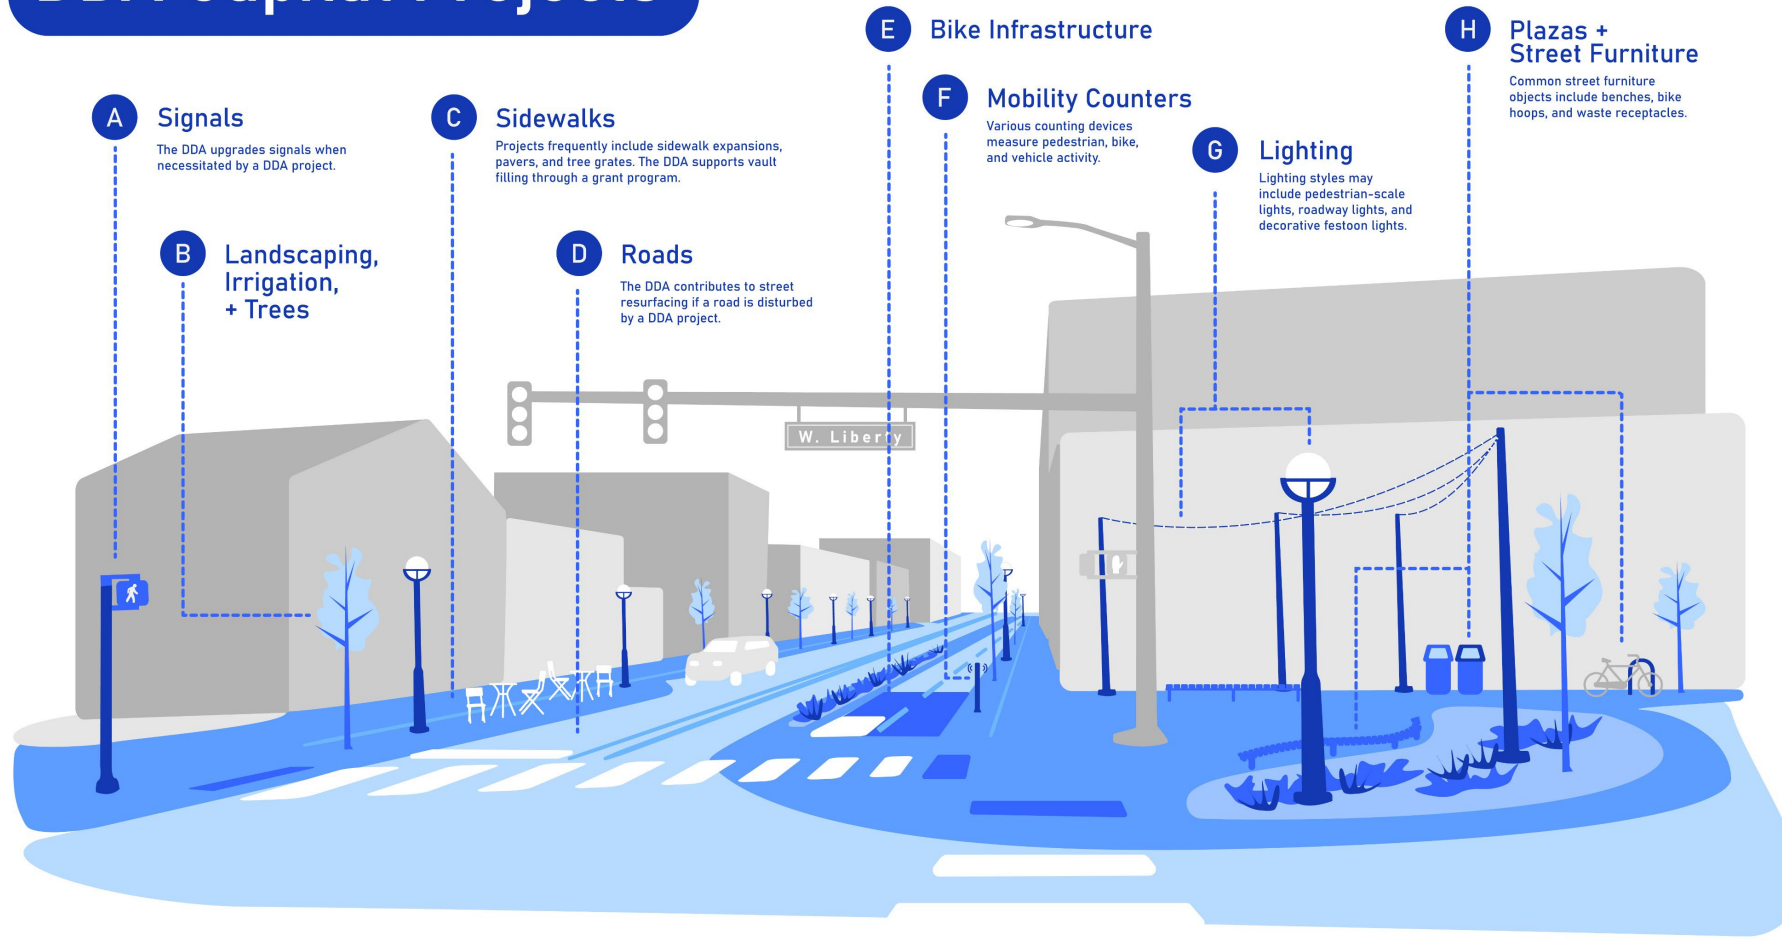 DDA Capital Projects
A
Signals
The DDA upgrades signals when
necessitated by a DDA project.
B
Landscaping,
Irrigation,
+ Trees
C
Sidewalks
Projects frequently include sidewalk expansions,
pavers, and tree grates. The DDA supports vault
filling through a grant program.
D
Roads
The DDA contributes to street
resurfacing if a road is disturbed
by a DDA project.
E
Bike Infrastructure
F
Mobility Counters
Various counting devices
measure pedestrian, bike,
and vehicle activity.
G
Lighting
Lighting styles may
include pedestrian-scale
lights, roadway lights, and
decorative festoon lights.
H
Plazas +
Street Furniture
Common street furniture
objects include benches, bike
hoops, and waste receptacles.
W. Liberty